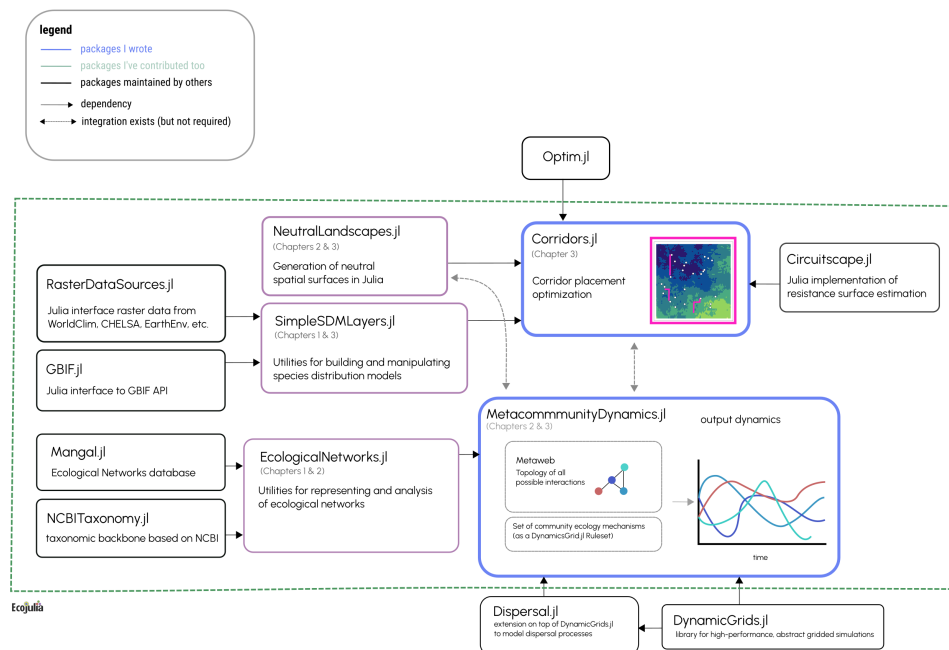 legend
packages I wrote
packages I've contributed too
packages maintained by others
dependency
integration exists (but not required)
Optim.jl
NeutralLandscapes.jl
(Chapters 2 & 3)
Generation of neutral
spatial surfaces in Julia
Corridors.jl
(Chapter 3)
Corridor placement
optimization
Circuitscape.jl
Julia implementation of
resistance surface estimation
RasterDataSources.jl
Julia interface raster data from
WorldClim, CHELSA, EarthEnv, etc.
SimpleSDMLayers.jl
(Chapters 1 & 3)
Utilities for building and manipulating
species distribution models
GBIF.jl
Julia interface to GBIF API
MetacommmunityDynamics.jl
(Chapters 2 & 3)
output dynamics
Metaweb
Topology of all
possible interactions
Set of community ecology mechanisms
(as a DynamicsGrid.jl Ruleset)
time
Mangal.jl
Ecological Networks database
EcologicalNetworks.jl
(Chapters 1 & 2)
Utilities for representing and analysis
of ecological networks
NCBITaxonomy.jl
taxonomic backbone based on NCBI
EcoJulia
Dispersal.jl
extension on top of DynamicGrids.jl
to model dispersal processes
DynamicGrids.jl
library for high-performance, abstract gridded simulations